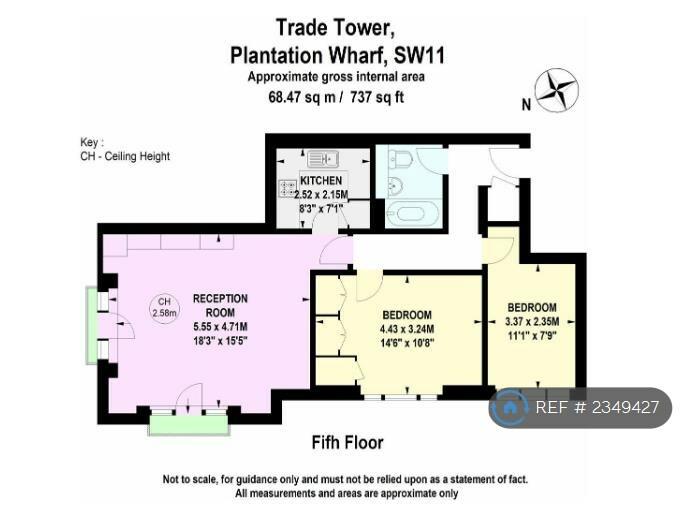 Trade Tower,
Plantation Wharf, SW11
Approximate gross internal area
68.47 sq m / 737 sq ft
N
Key :
CH - Ceiling Height
KITCHEN
2.52 x 2.15M
8'3" x 7'1"
CH
2.58m
RECEPTION
ROOM
5.55 x 4.71M
18'3" x 15'5"
BEDROOM
4.43 x 3.24M
14'6" x 10'8"
BEDROOM
3.37 x 2.35M
11'1" x 7'9"
REF # 2349427
Fifh Floor
Not to scale, for guidance only and must not be relied upon as a statement of fact.
All measurements and areas are approximate only